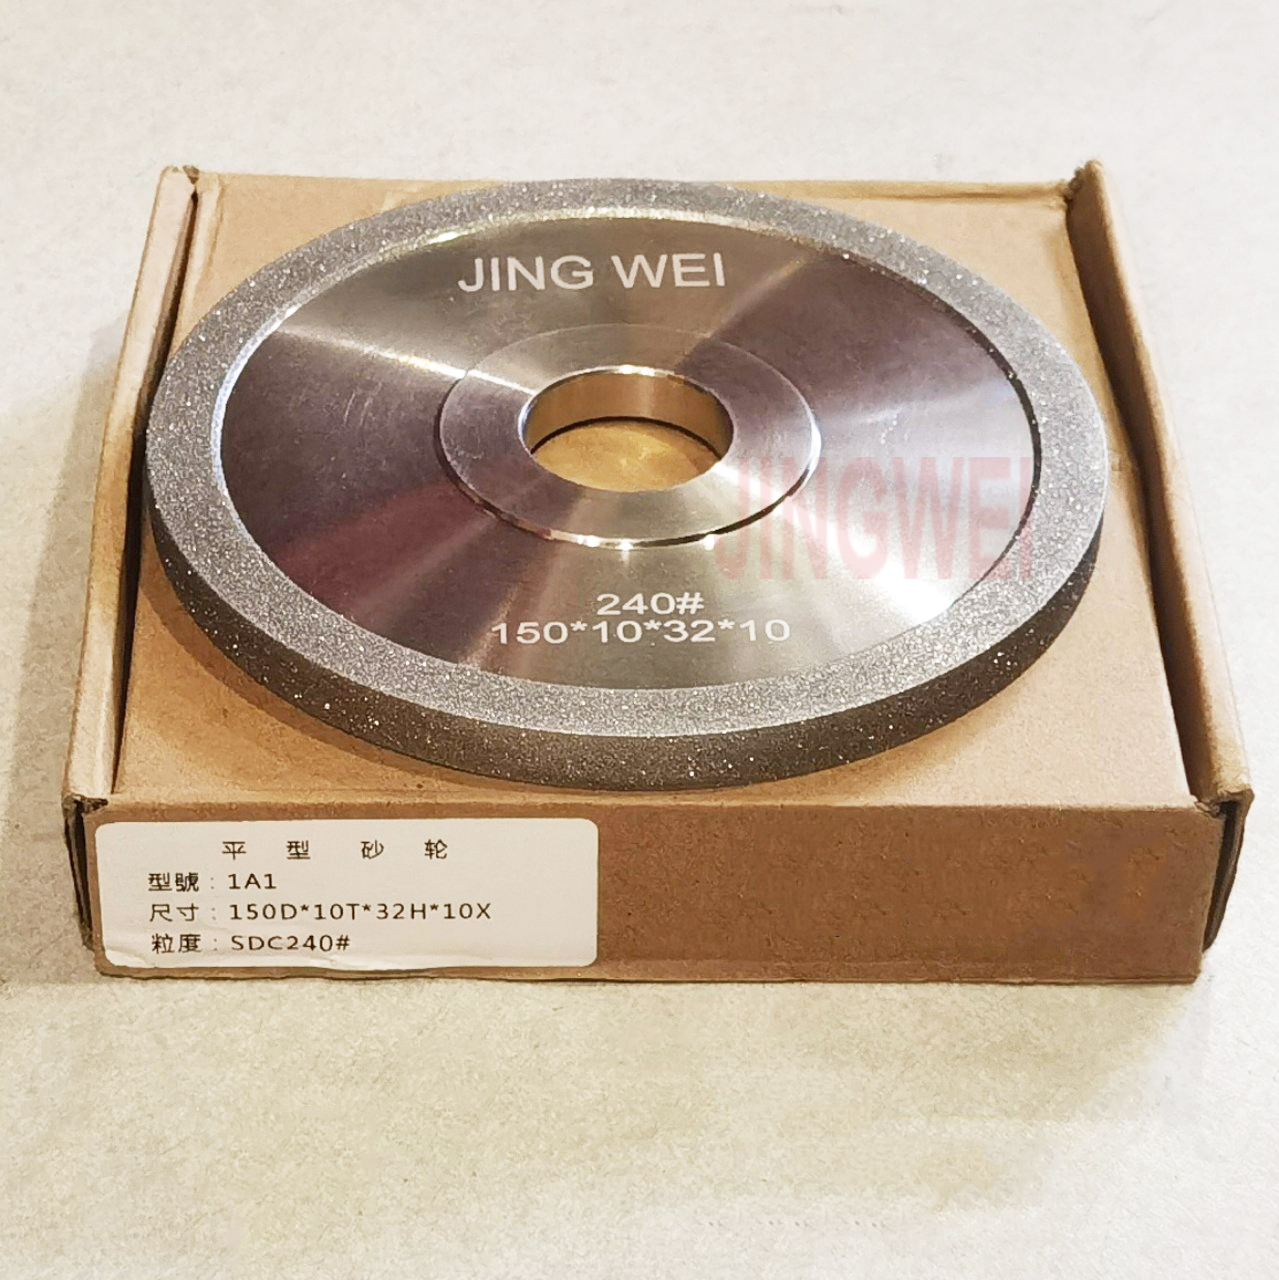 JING WEI
JINGWEI
240#
150*10*32*10
平型砂轮
型號：1A1
尺寸：150D*10T*32H*10X
粒度：SDC240#